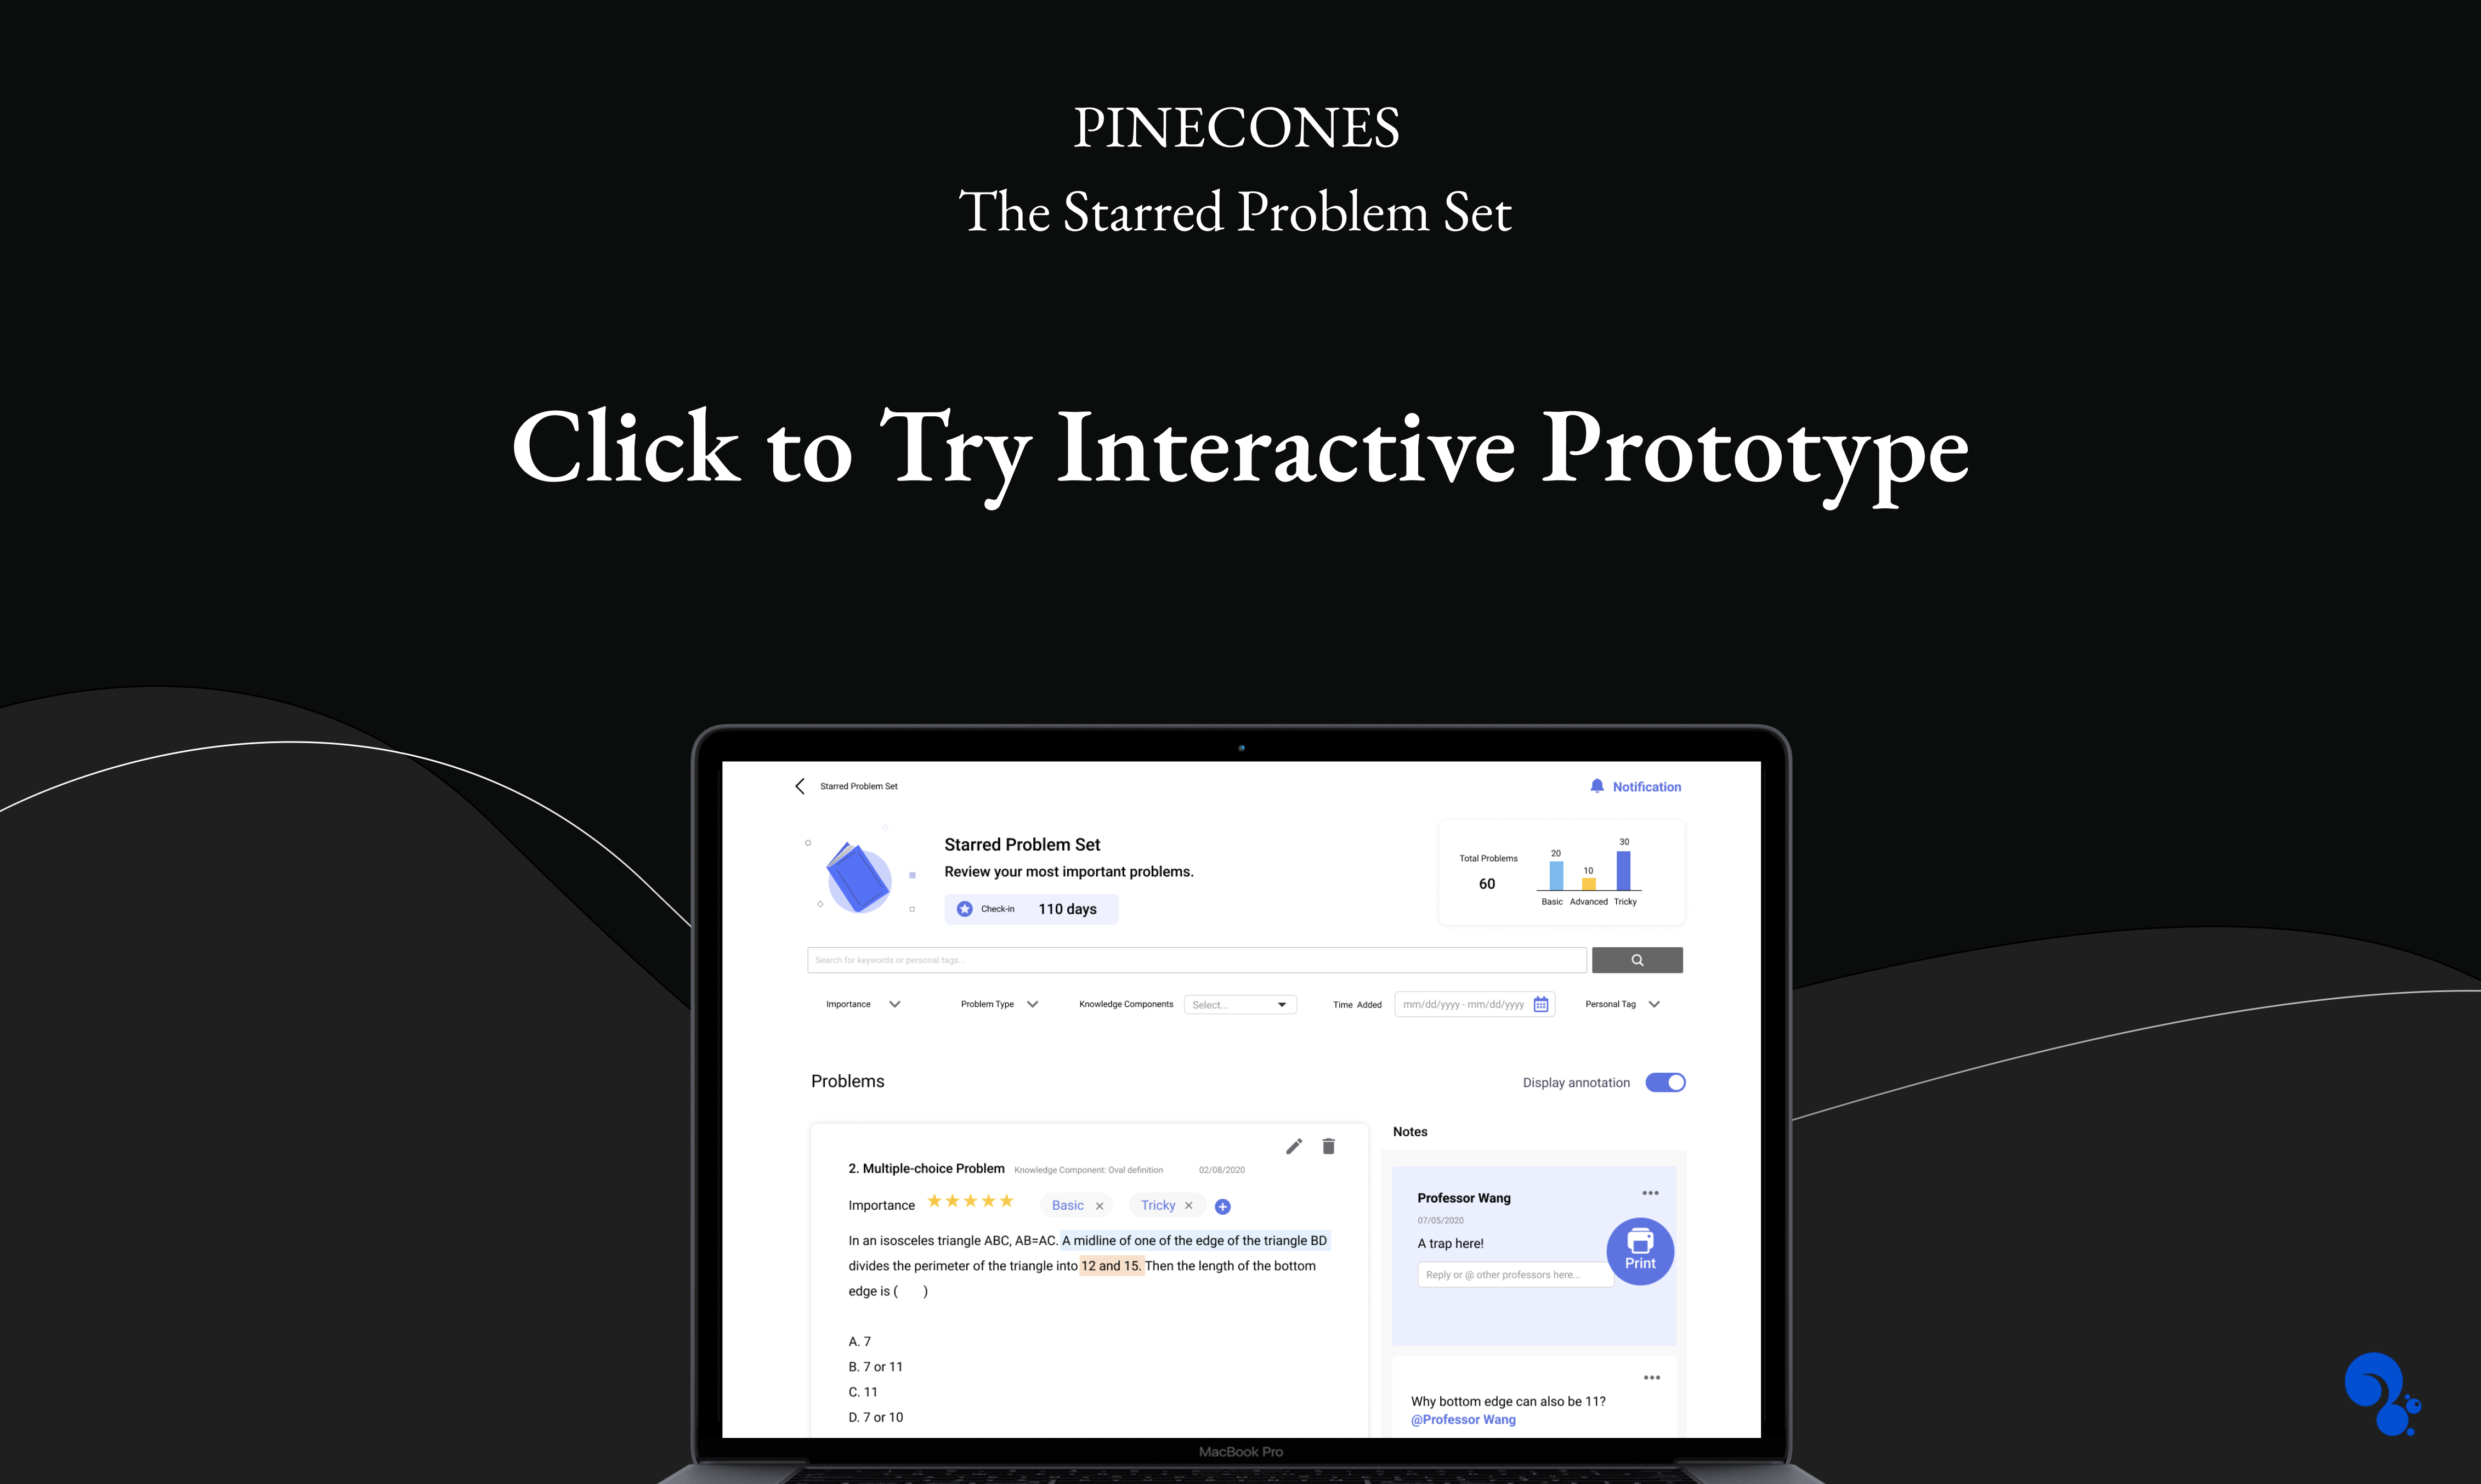 PINECONES
The Starred Problem Set
Click to Try Interactive Prototype
Starred Problem Set
Notification
Starred Problem Set
Review your most important problems.
Check-in 110 days
Total Problems
60
20
10
30
Basic Advanced Tricky
Search for keywords or personal tags...
Importance Problem Type Knowledge Components Select... Time Added mm/dd/yyyy - mm/dd/yyyy Personal Tag
Problems
Display annotation
2. Multiple-choice Problem Knowledge Component: Oval definition 02/08/2020
Importance Basic × Tricky ×
In an isosceles triangle ABC, AB=AC. A midline of one of the edge of the triangle BD
divides the perimeter of the triangle into 12 and 15. Then the length of the bottom
edge is ( )
A. 7
B. 7 or 11
C. 11
D. 7 or 10
Notes
Professor Wang
07/05/2020
A trap here!
Reply or @ other professors here...
Print
Why bottom edge can also be 11?
@Professor Wang
MacBook Pro